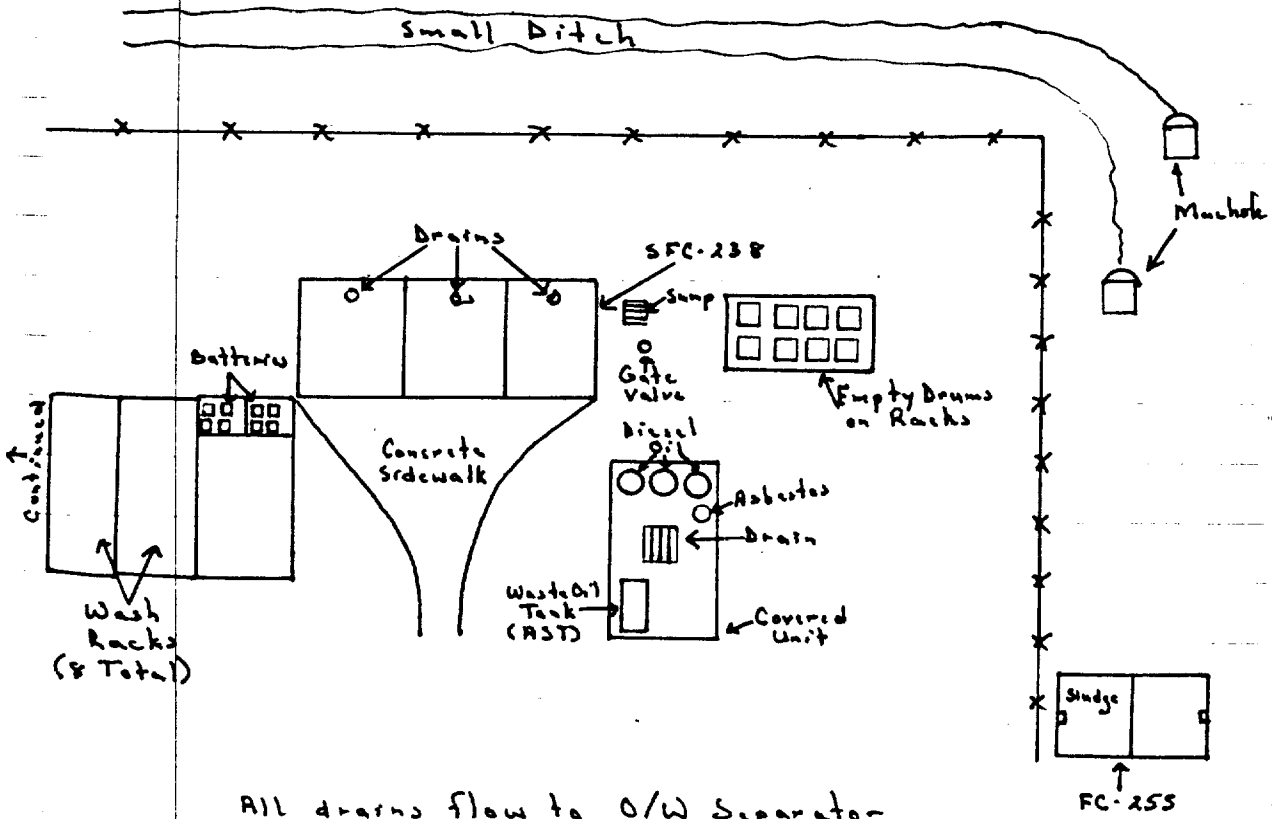 Small Ditch
Manhole
Drains
SFC-238
Sump
Batteries
Gate
Valve
Empty Drums
on Racks
Continued
Concrete
Sidewalk
Diesel
Oil
Asbestos
Drain
Waste Oil
Tank
(AST)
Covered
Unit
Wash
Racks
(8 Total)
Sludge
FC-255
All drains flow to O/W Separator